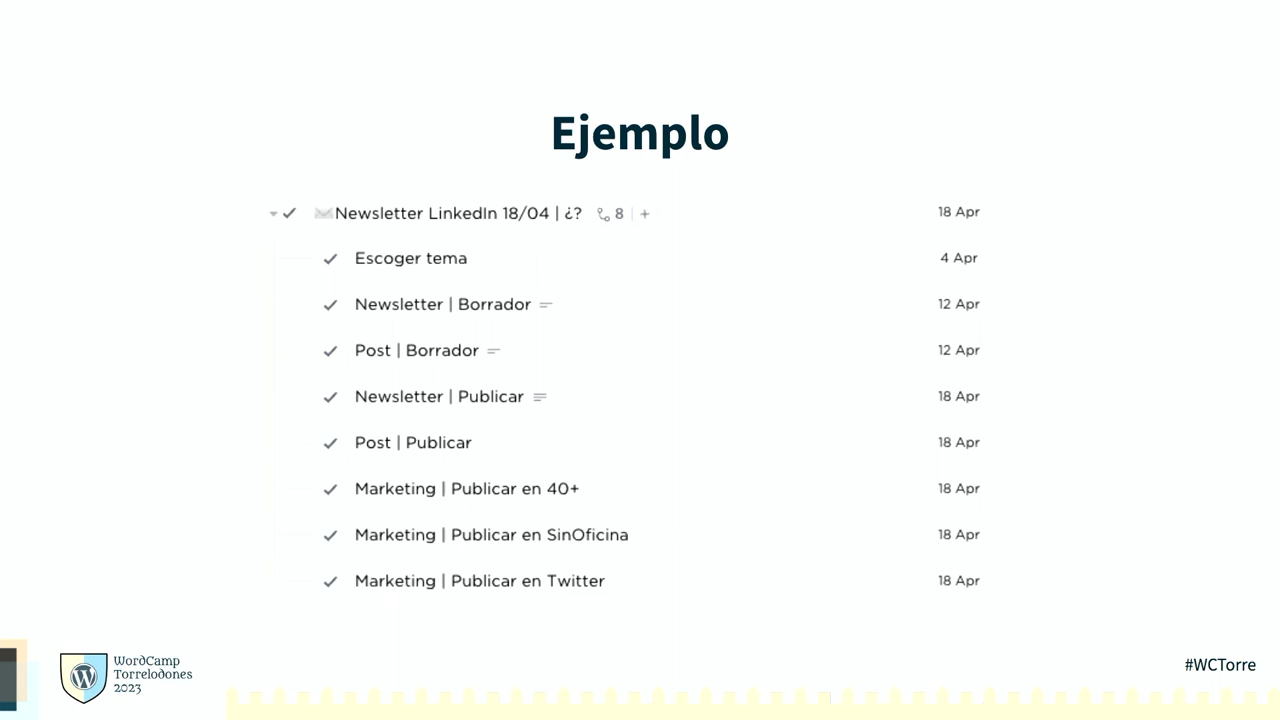 Ejemplo
Newsletter LinkedIn 18/04 | ¿? 8 + 18 Apr
Escoger tema 4 Apr
Newsletter | Borrador 12 Apr
Post | Borrador 12 Apr
Newsletter | Publicar 18 Apr
Post | Publicar 18 Apr
Marketing | Publicar en 40+ 18 Apr
Marketing | Publicar en SinOficina 18 Apr
Marketing | Publicar en Twitter 18 Apr
WordCamp
Torrelodones
2023
#WCTorre